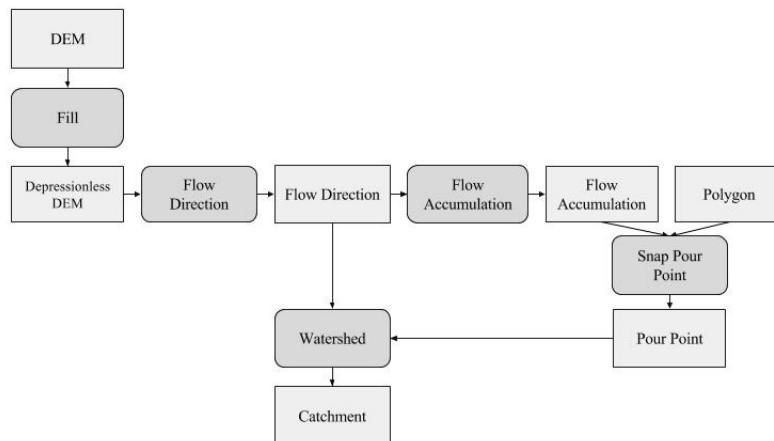 DEM
Fill
Depressionless
DEM
Flow
Direction
Flow Direction
Flow
Accumulation
Flow
Accumulation
Polygon
Snap Pour
Point
Watershed
Pour Point
Catchment